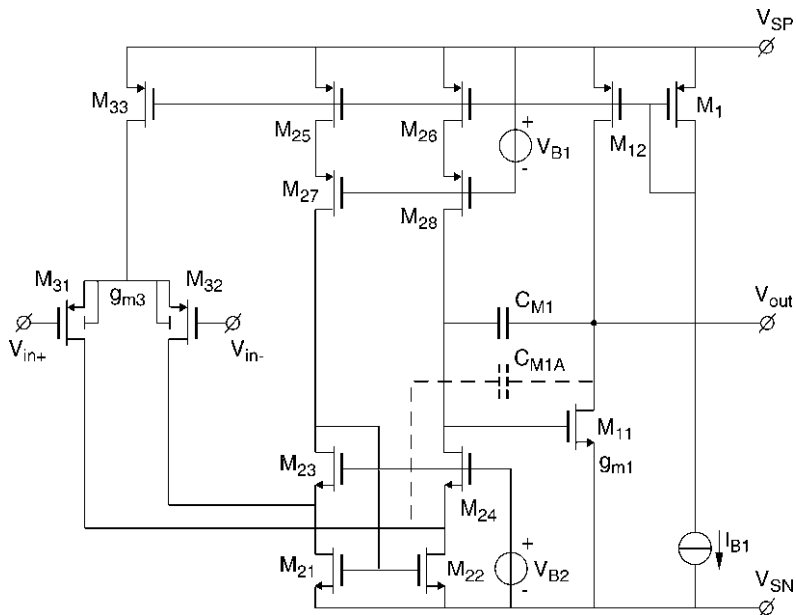 V_SP
M_33
M_25
M_26
+
V_B1
-
M_12
M_1
M_27
M_28
M_31
g_m3
M_32
V_in+
V_in-
C_M1
V_out
C_M1A
M_11
g_m1
M_23
M_24
M_21
M_22
+
V_B2
-
I_B1
V_SN